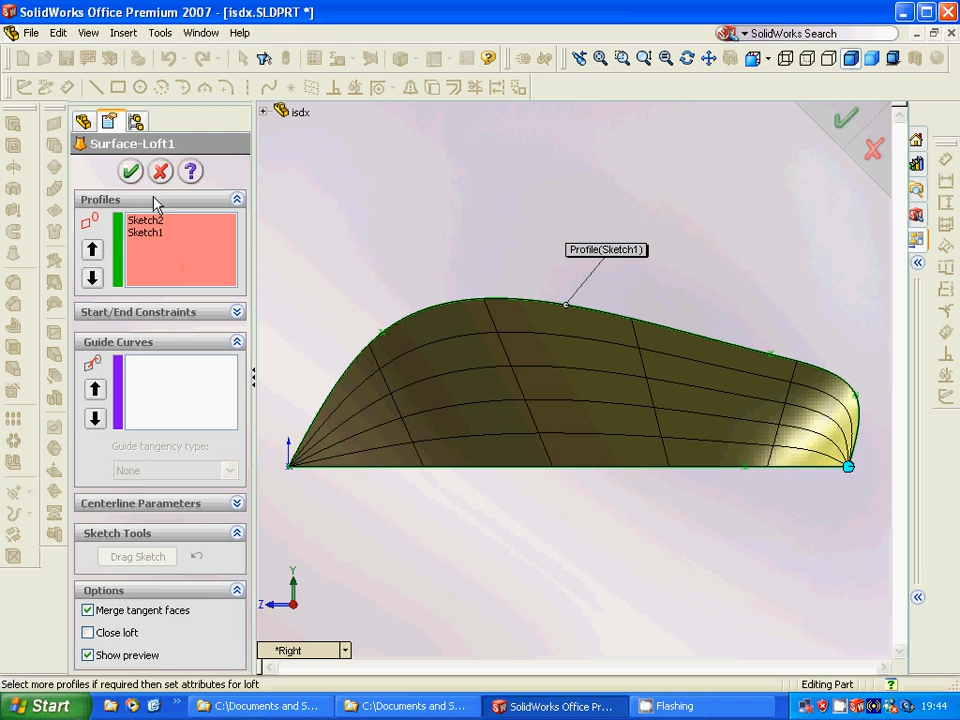 SolidWorks Office Premium 2007 - [isdx.SLDPRT *]
File Edit View Insert Tools Window Help
SolidWorks Search
isdx
Surface-Loft1
Profiles
Sketch2
Sketch1
Profile(Sketch1)
Start/End Constraints
Guide Curves
Guide tangency type:
None
Centerline Parameters
Sketch Tools
Drag Sketch
Options
Merge tangent faces
Close loft
Show preview
Y
Z
*Right
Select more profiles if required then set attributes for loft
Editing Part
Start
C:\Documents and S...
C:\Documents and S...
SolidWorks Office Pr...
Flashing
19:44